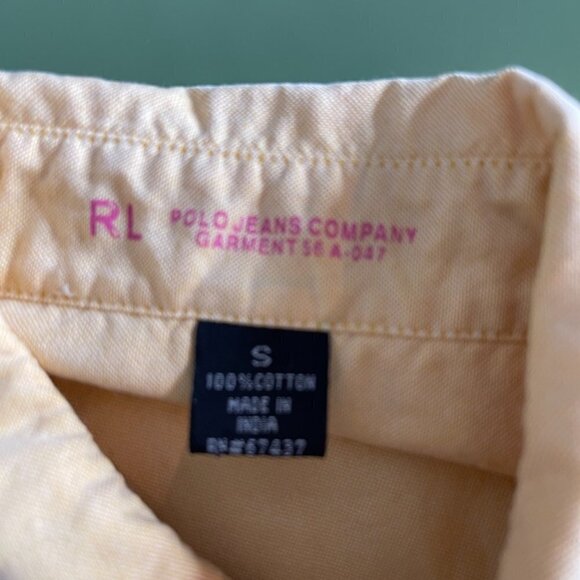 RL POLO JEANS COMPANY
GARMENT 56 A-047
S
100% COTTON
MADE IN
INDIA
RN#67437